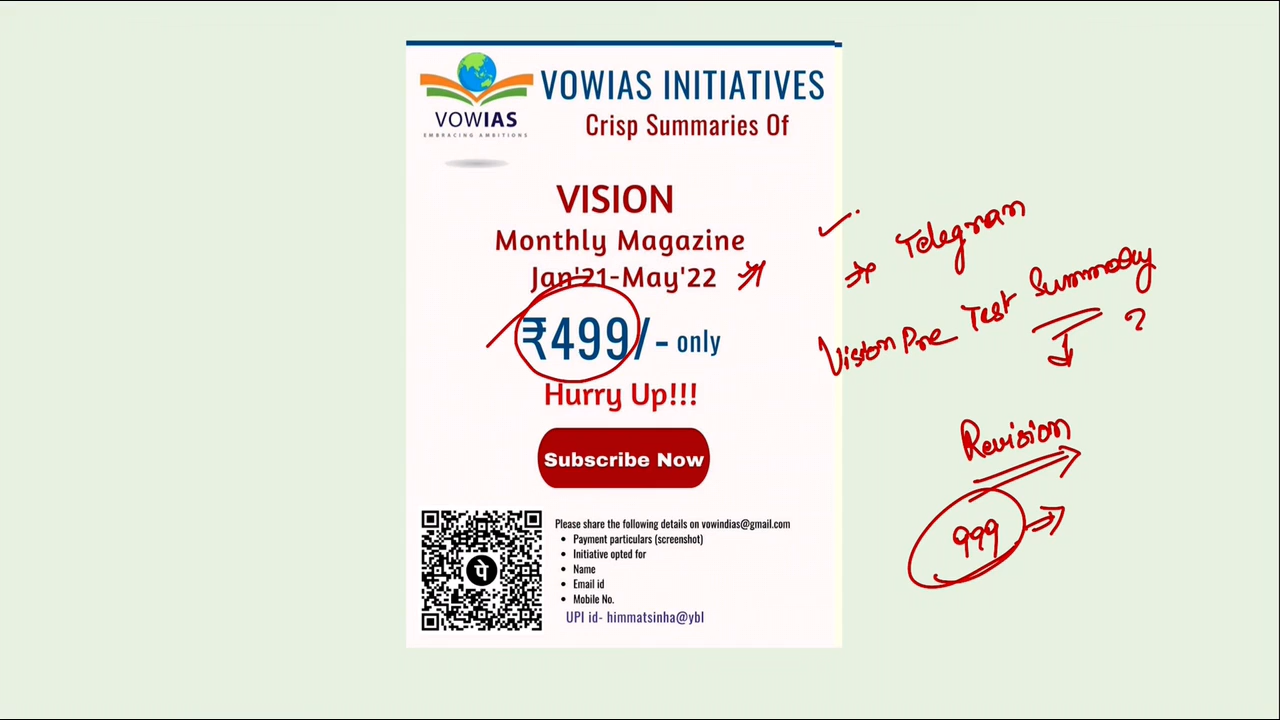 VOWIAS INITIATIVES
Crisp Summaries Of
VOWIAS
EMBRACING AMBITIONS
VISION
Monthly Magazine
Jan'21-May'22
₹499/- only
Hurry Up!!!
Subscribe Now
Please share the following details on vowindias@gmail.com
• Payment particulars (screenshot)
• Initiative opted for
• Name
• Email id
• Mobile No.
UPI id- himmatsinha@ybl
पे
Telegram
Vision Pre Test Summary
?
Revision
999